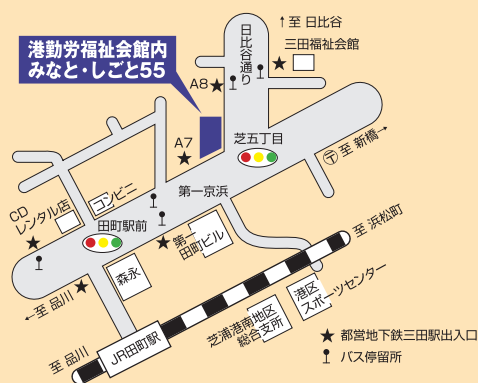 ↑至 日比谷
日比谷通り
三田福祉会館
港勤労福祉会館内
みなと・しごと55
A8
A7
芝五丁目
〒至 新橋→
コンビニ
第一京浜
CD
レンタル店
田町駅前
第一
田町ビル
至 浜松町
森永
←至 品川
港区
スポーツセンター
芝浦港南地区
総合支所
JR田町駅
至 品川
★ 都営地下鉄三田駅出入口
バス停留所